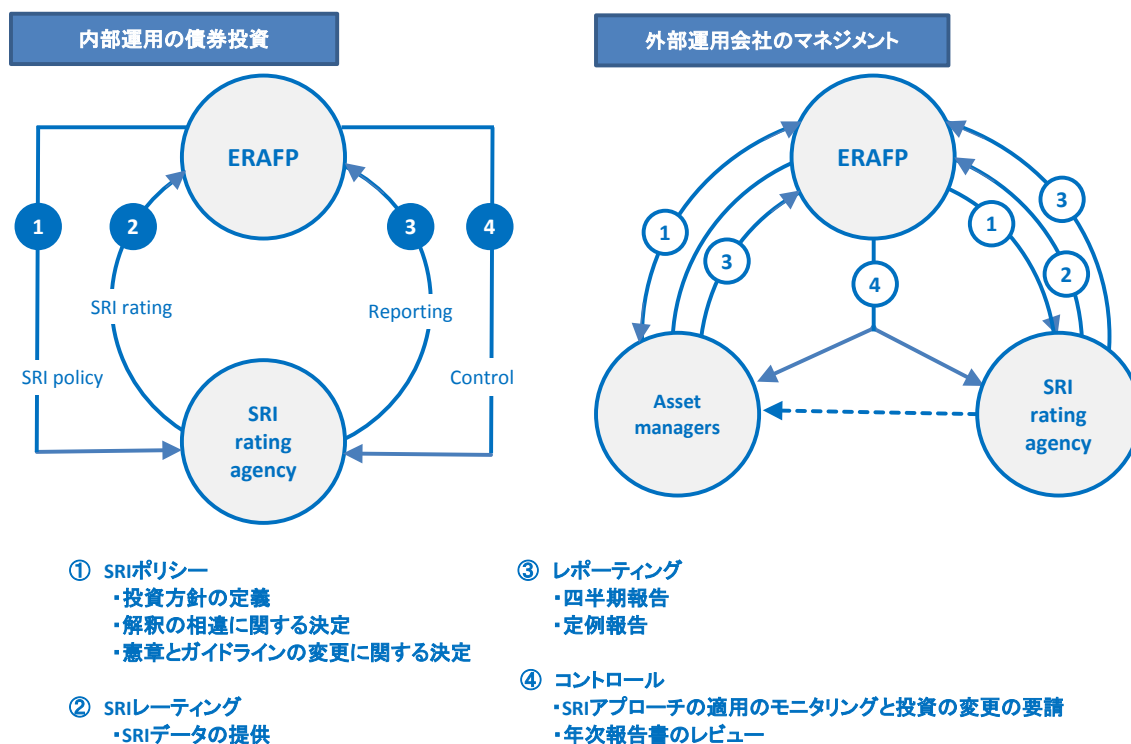 内部運用の債券投資
外部運用会社のマネジメント
ERAFP
1
2
3
4
SRI rating
Reporting
SRI policy
Control
SRI
rating
agency
ERAFP
1
3
4
1
2
3
Asset
managers
SRI
rating
agency
① SRIポリシー
・投資方針の定義
・解釈の相違に関する決定
・憲章とガイドラインの変更に関する決定
② SRIレーティング
・SRIデータの提供
③ レポーティング
・四半期報告
・定例報告
④ コントロール
・SRIアプローチの適用のモニタリングと投資の変更の要請
・年次報告書のレビュー